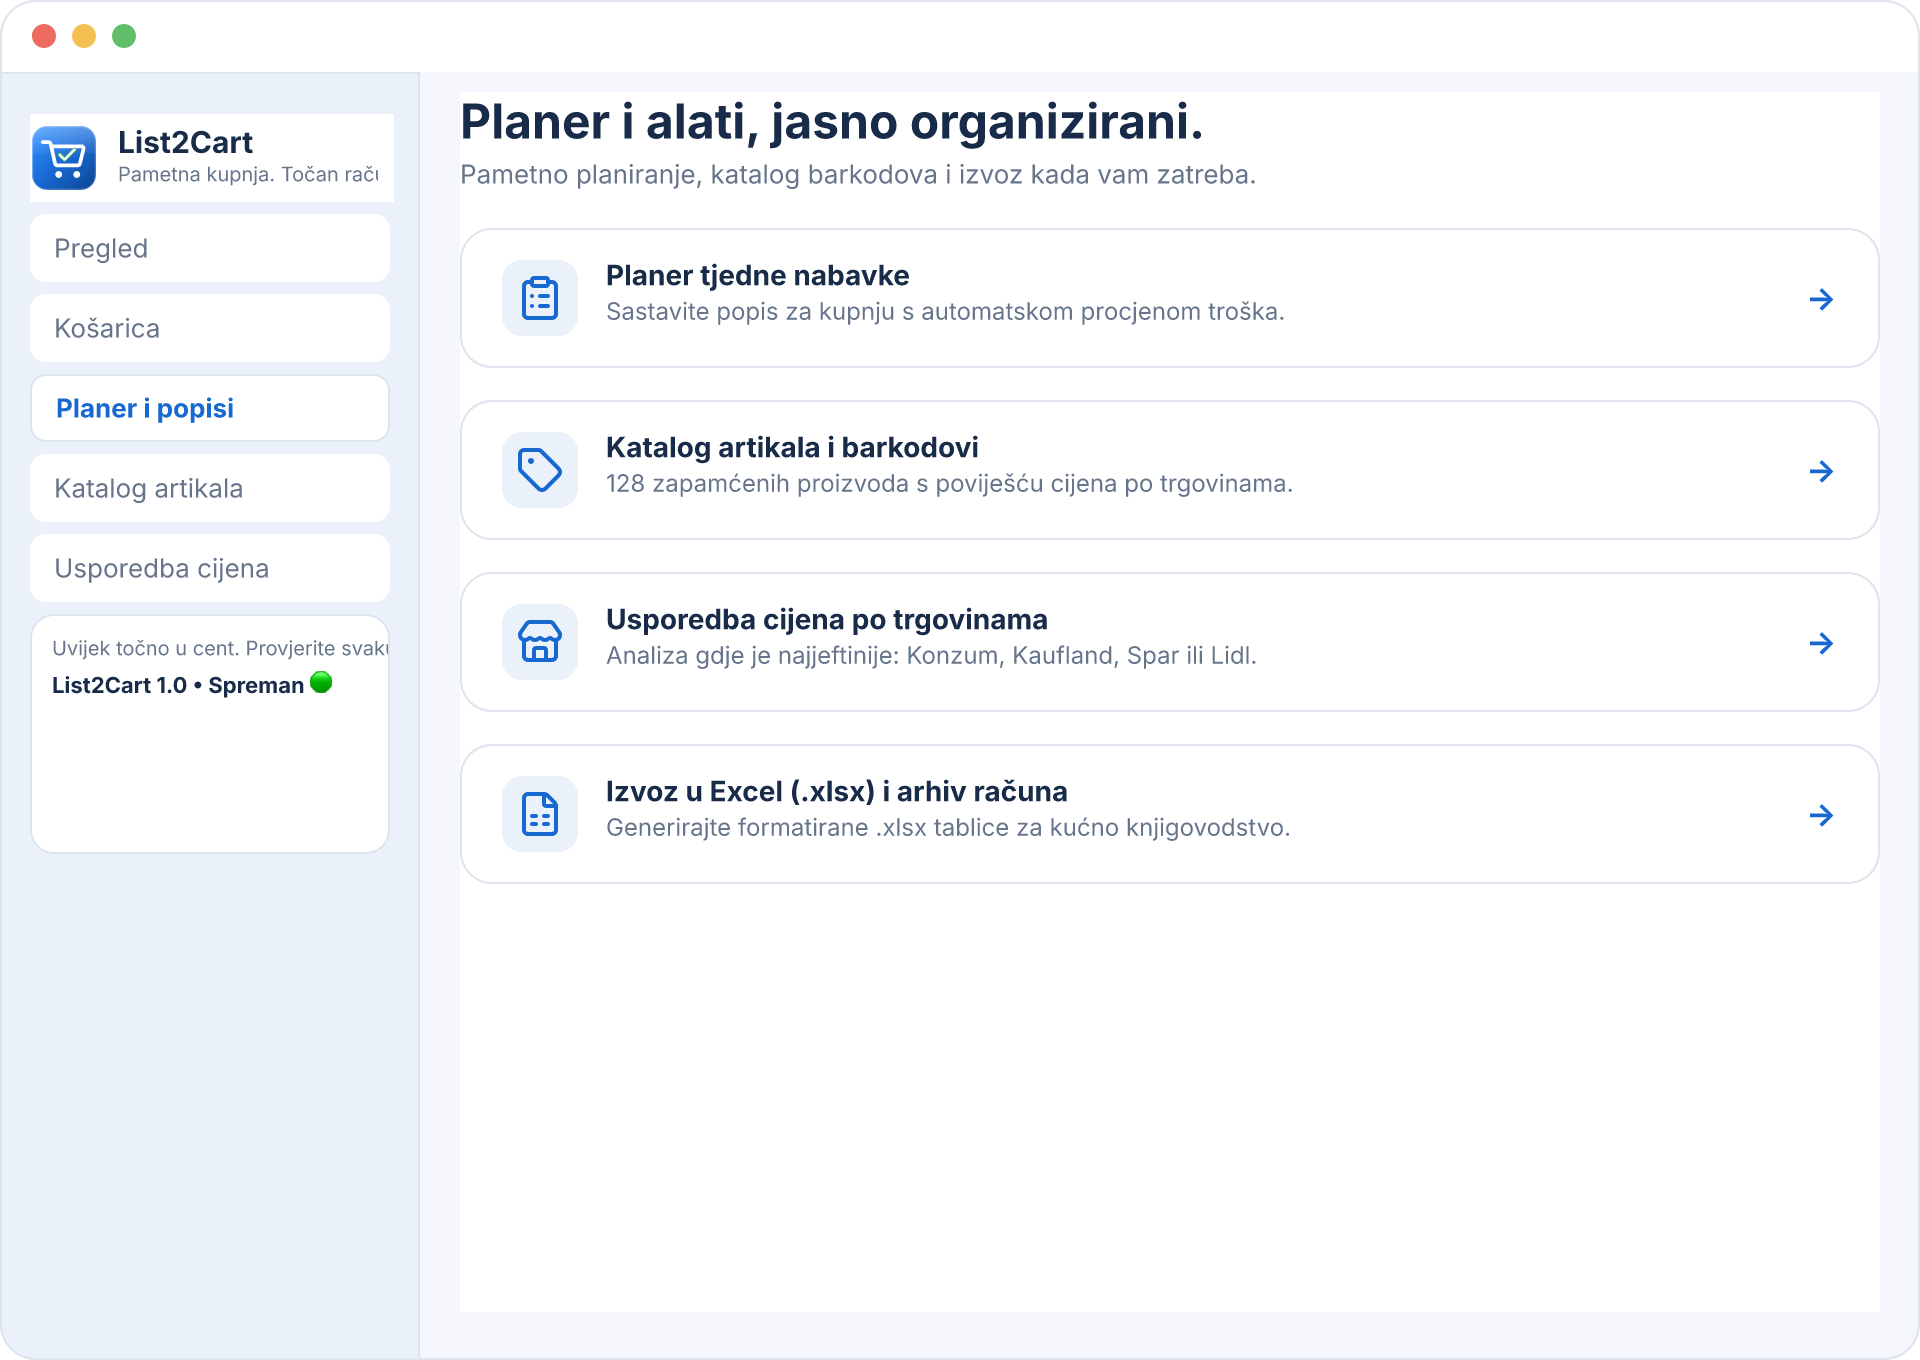 List2Cart
Pametna kupnja. Točan
Pregled
Košarica
Planer i popisi
Katalog artikala
Usporedba cijena
Uvijek točno u cent. Provjerite
List2Cart 1.0 • Spreman
Planer i alati, jasno organizirani.
Pametno planiranje, katalog barkodova i izvoz kada vam zatreba.
Planer tjedne nabavke
Sastavite popis za kupnju s automatskom procjenom troška.
Katalog artikala i barkodovi
128 zapamćenih proizvoda s poviješću cijena po trgovinama.
Usporedba cijena po trgovinama
Analiza gdje je najjeftinije: Konzum, Kaufland, Spar ili Lidl.
Izvoz u Excel (.xlsx) i arhiv računa
Generirajte formatirane .xlsx tablice za kućno knjigovodstvo.